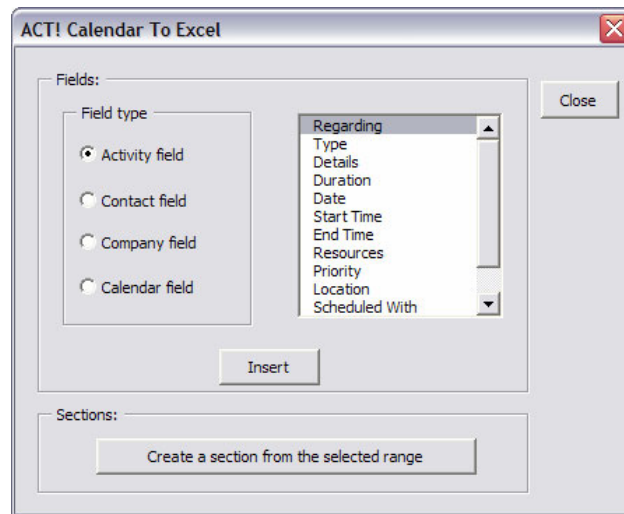 ACT! Calendar To Excel
Fields:
Close
Field type
Activity field
Contact field
Company field
Calendar field
Regarding
Type
Details
Duration
Date
Start Time
End Time
Resources
Priority
Location
Scheduled With
Insert
Sections:
Create a section from the selected range